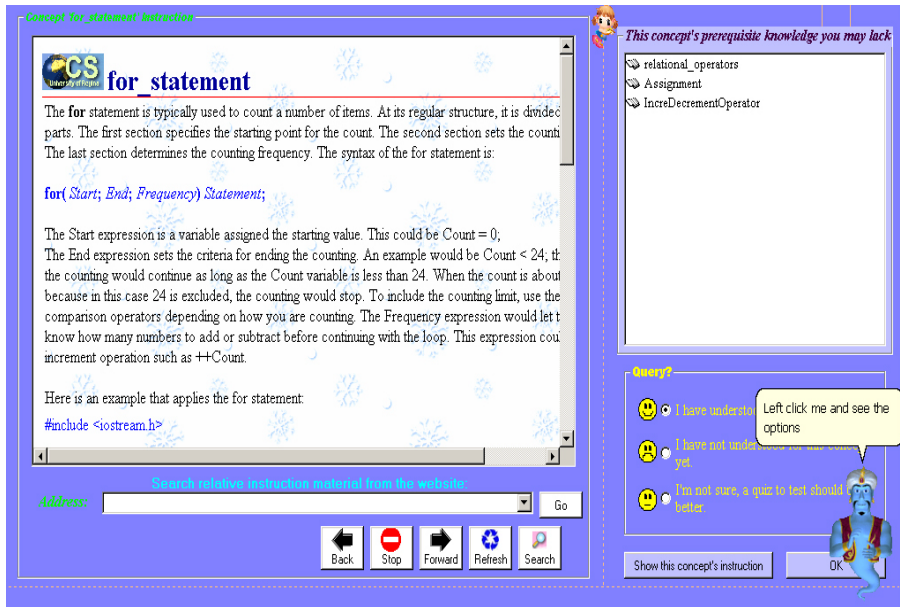 Concept for_statement instruction
CS
University of Regina
for_statement
The for statement is typically used to count a number of items. At its regular structure, it is divided
parts. The first section specifies the starting point for the count. The second section sets the counti
The last section determines the counting frequency. The syntax of the for statement is:
for( Start; End; Frequency) Statement;
The Start expression is a variable assigned the starting value. This could be Count = 0;
The End expression sets the criteria for ending the counting. An example would be Count < 24; th
the counting would continue as long as the Count variable is less than 24. When the count is about
because in this case 24 is excluded, the counting would stop. To include the counting limit, use the
comparison operators depending on how you are counting. The Frequency expression would let t
know how many numbers to add or subtract before continuing with the loop. This expression cou
increment operation such as ++Count.
Here is an example that applies the for statement:
#include <iostream.h>
Search relative instruction material from the website:
Address:
Go
Back
Stop
Forward
Refresh
Search
This concept's prerequisite knowledge you may lack
relational_operators
Assignment
IncreDecrementOperator
Query?
I have understoo
Left click me and see the
options
I have not under
yet.
I'm not sure, a quiz to test should
better.
Show this concept's instruction
OK